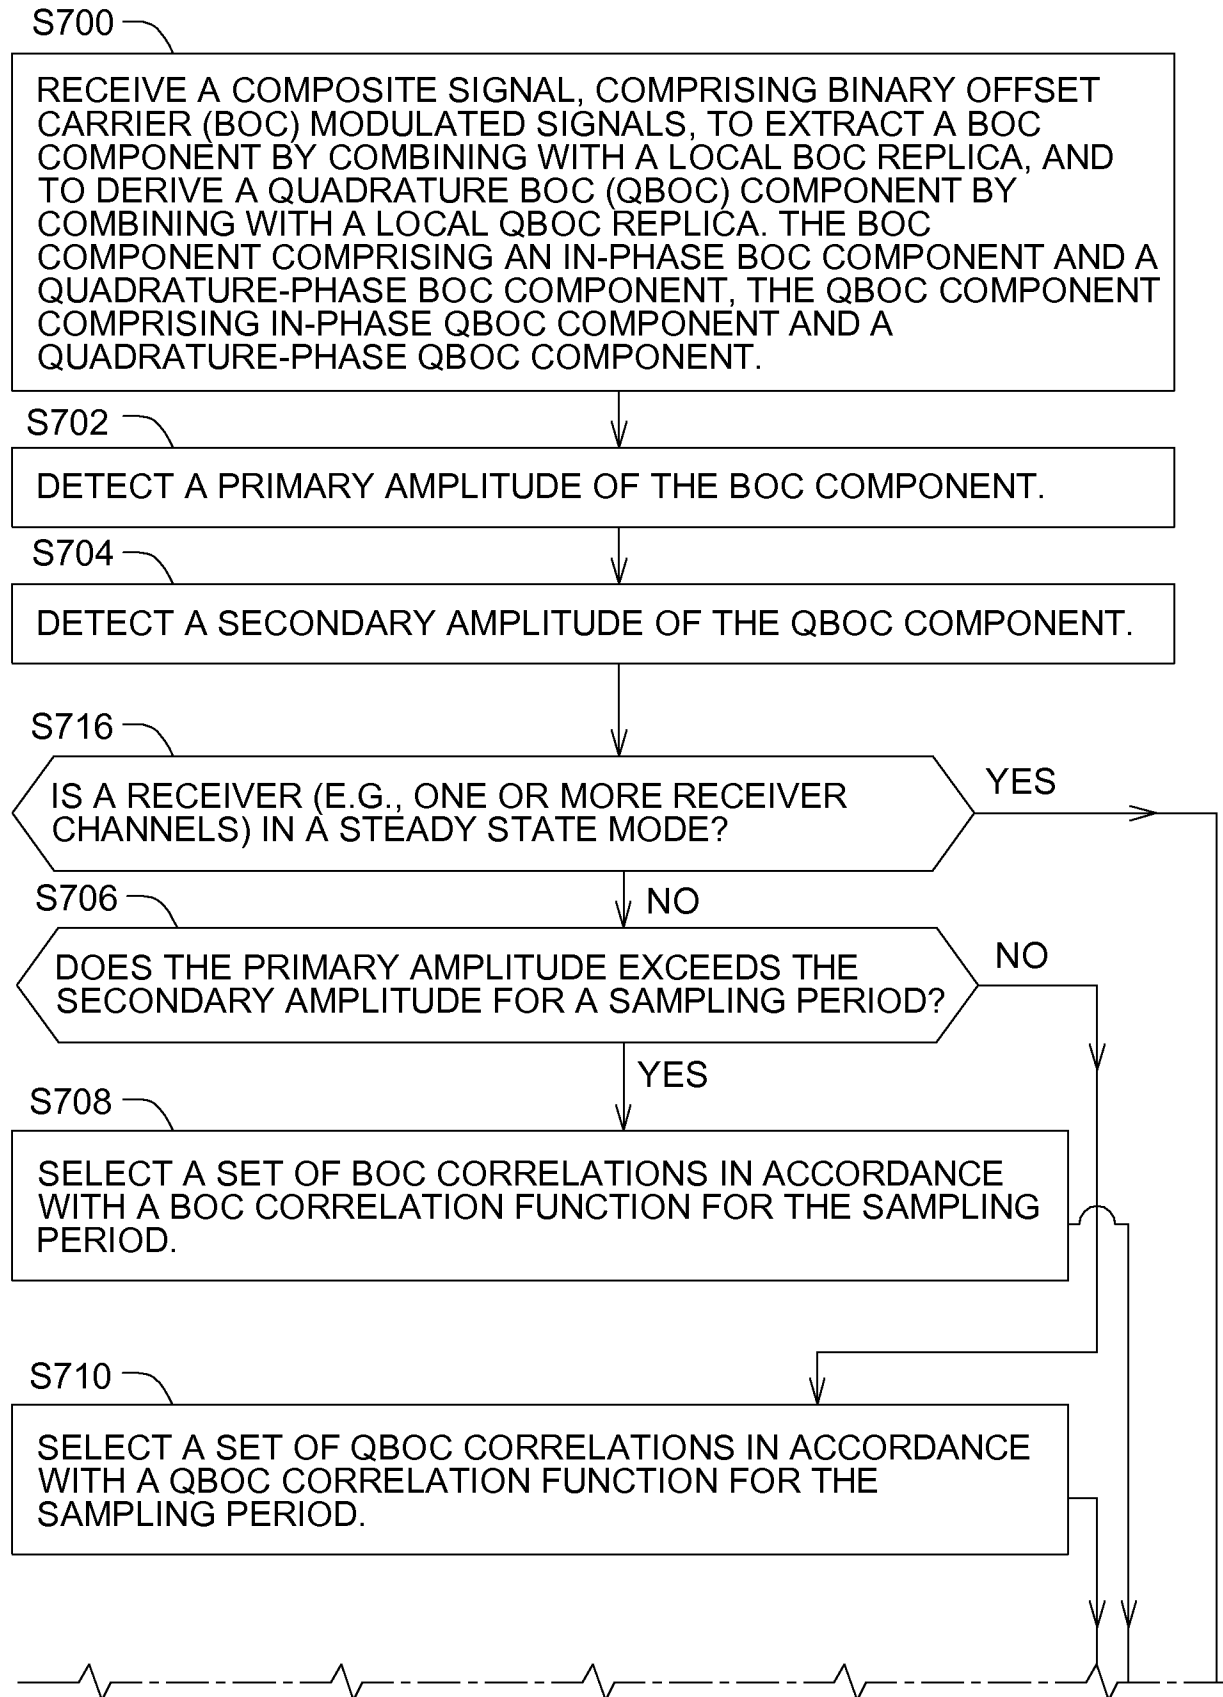 S700
RECEIVE A COMPOSITE SIGNAL, COMPRISING BINARY OFFSET
CARRIER (BOC) MODULATED SIGNALS, TO EXTRACT A BOC
COMPONENT BY COMBINING WITH A LOCAL BOC REPLICA, AND
TO DERIVE A QUADRATURE BOC (QBOC) COMPONENT BY
COMBINING WITH A LOCAL QBOC REPLICA. THE BOC
COMPONENT COMPRISING AN IN-PHASE BOC COMPONENT AND A
QUADRATURE-PHASE BOC COMPONENT, THE QBOC COMPONENT
COMPRISING IN-PHASE QBOC COMPONENT AND A
QUADRATURE-PHASE QBOC COMPONENT.
S702
DETECT A PRIMARY AMPLITUDE OF THE BOC COMPONENT.
S704
DETECT A SECONDARY AMPLITUDE OF THE QBOC COMPONENT.
S716
IS A RECEIVER (E.G., ONE OR MORE RECEIVER
CHANNELS) IN A STEADY STATE MODE?
YES
NO
S706
DOES THE PRIMARY AMPLITUDE EXCEEDS THE
SECONDARY AMPLITUDE FOR A SAMPLING PERIOD?
NO
YES
S708
SELECT A SET OF BOC CORRELATIONS IN ACCORDANCE
WITH A BOC CORRELATION FUNCTION FOR THE SAMPLING
PERIOD.
S710
SELECT A SET OF QBOC CORRELATIONS IN ACCORDANCE
WITH A QBOC CORRELATION FUNCTION FOR THE
SAMPLING PERIOD.